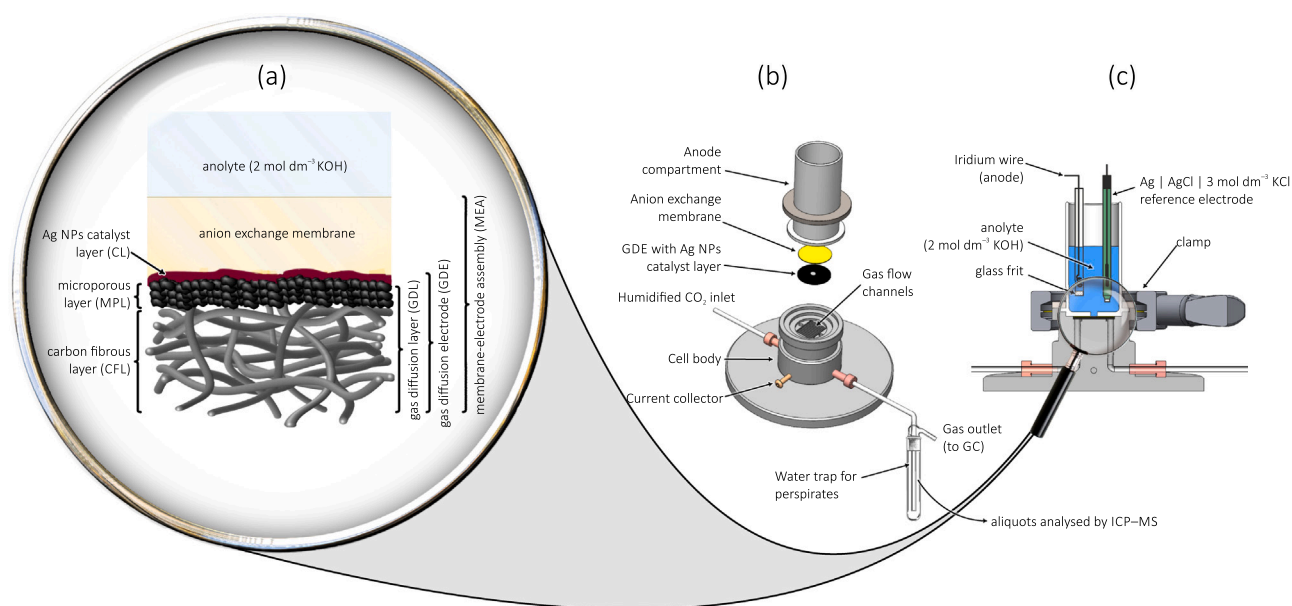 (a)
anolyte (2 mol dm⁻³ KOH)
anion exchange membrane
Ag NPs catalyst
layer (CL)
microporous
layer (MPL)
carbon fibrous
layer (CFL)
gas diffusion layer (GDL)
gas diffusion electrode (GDE)
membrane-electrode assembly (MEA)
(b)
Anode
compartment
Anion exchange
membrane
GDE with Ag NPs
catalyst layer
Gas flow
channels
Humidified CO₂ inlet
Cell body
Current collector
Gas outlet
(to GC)
Water trap for
perspirates
aliquots analysed by ICP–MS
(c)
Iridium wire
(anode)
Ag | AgCl | 3 mol dm⁻³ KCl
reference electrode
anolyte
(2 mol dm⁻³ KOH)
clamp
glass frit